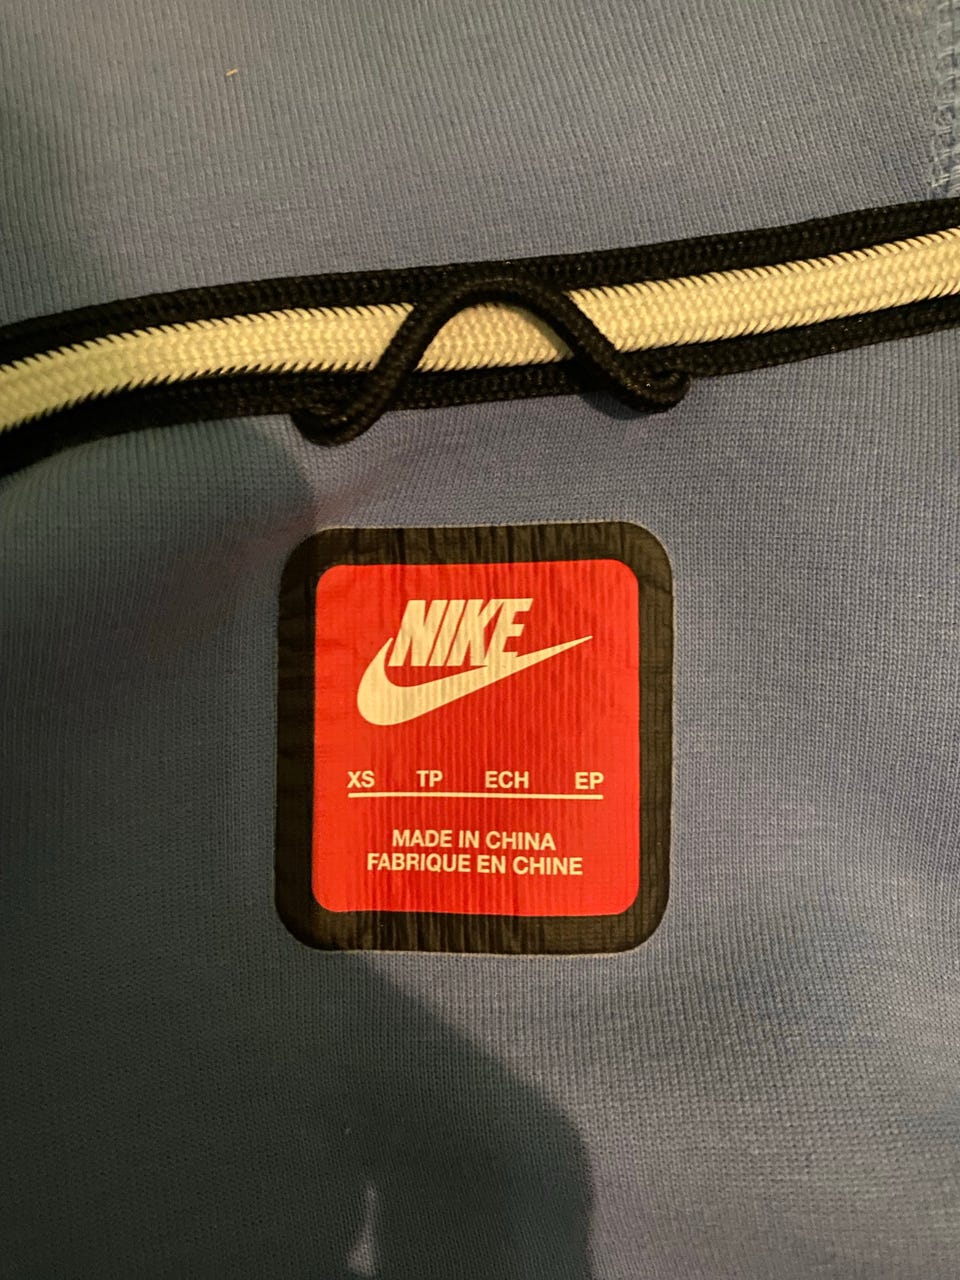 NIKE
XS TP ECH EP
MADE IN CHINA
FABRIQUE EN CHINE